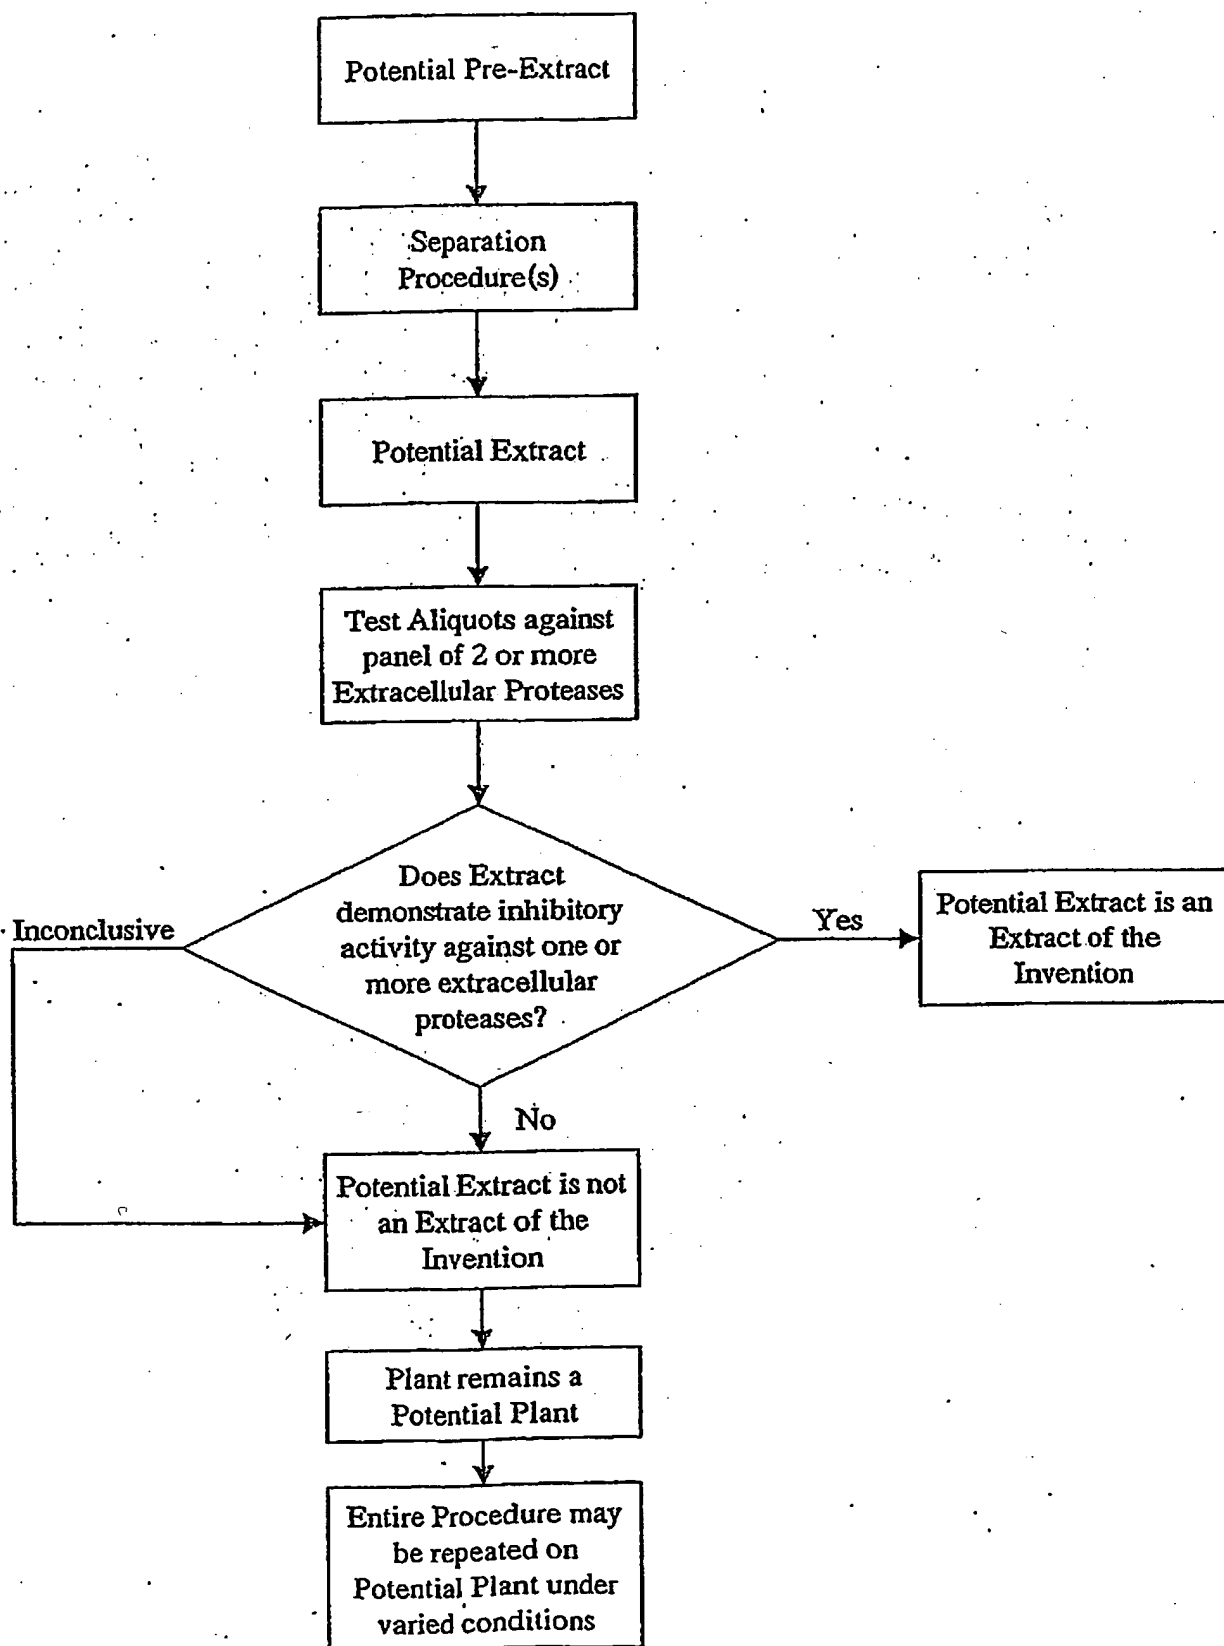 Potential Pre-Extract
Separation
Procedure(s)
Potential Extract
Test Aliquots against
panel of 2 or more
Extracellular Proteases
Does Extract
demonstrate inhibitory
activity against one or
more extracellular
proteases?
Inconclusive
Yes
Potential Extract is an
Extract of the
Invention
No
Potential Extract is not
an Extract of the
Invention
Plant remains a
Potential Plant
Entire Procedure may
be repeated on
Potential Plant under
varied conditions